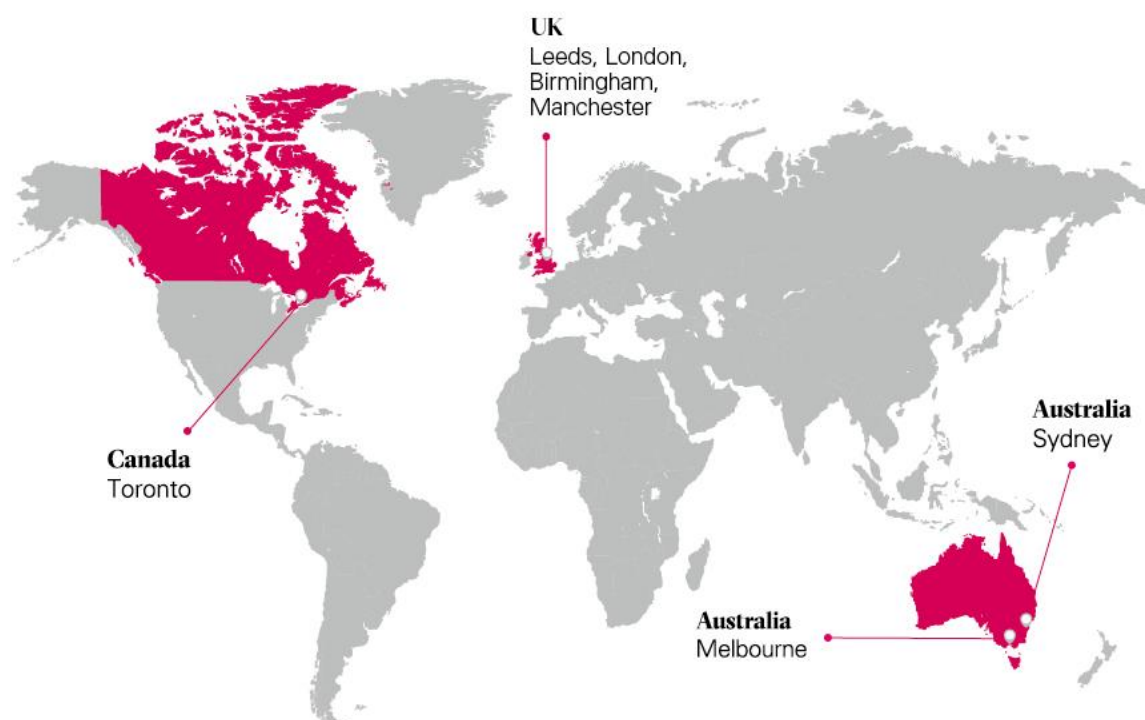 UK
Leeds, London,
Birmingham,
Manchester
Canada
Toronto
Australia
Sydney
Australia
Melbourne